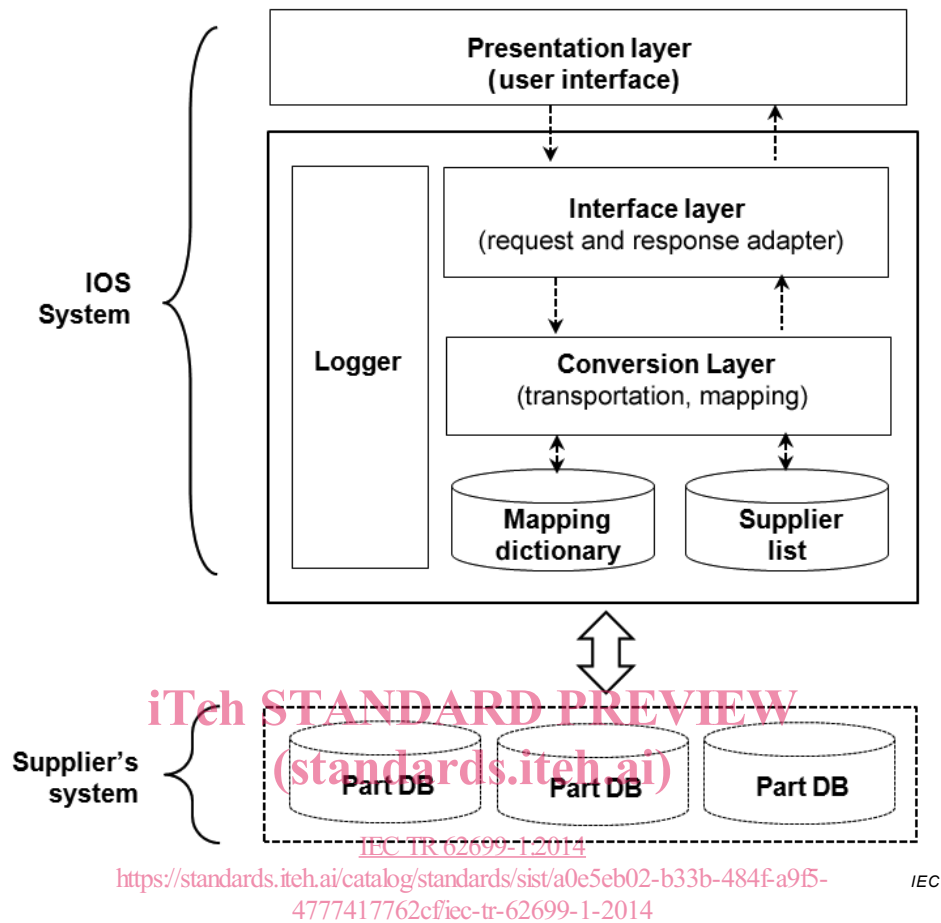 Presentation layer
(user interface)
Interface layer
(request and response adapter)
IOS
System
Logger
Conversion Layer
(transportation, mapping)
Mapping
dictionary
Supplier
list
iTeh STANDARD PREVIEW
(standards.iteh.ai)
Supplier's
system
Part DB
Part DB
Part DB
IEC TR 62699-1:2014
https://standards.iteh.ai/catalog/standards/sist/a0e5eb02-b33b-484f-a9f5-
4777417762cf/iec-tr-62699-1-2014
IEC